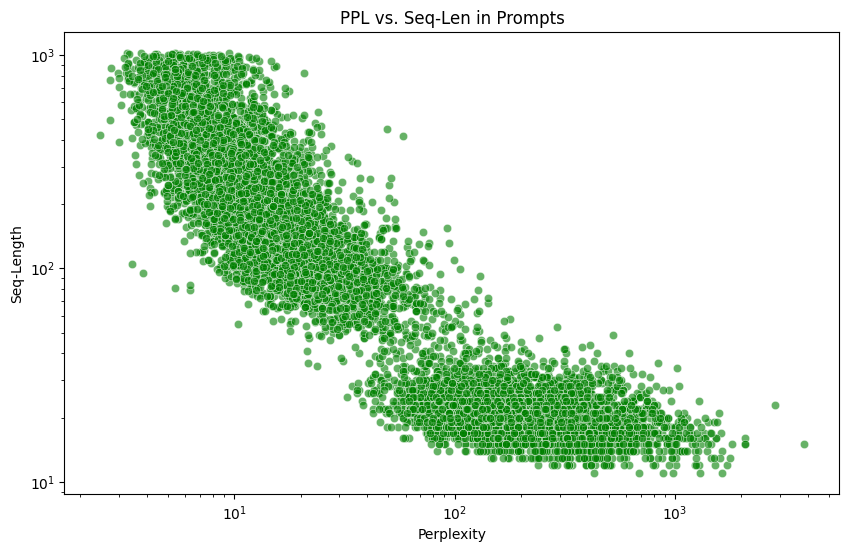 PPL vs. Seq-Len in Prompts
10³
10²
10¹
Seq-Length
10¹
10²
10³
Perplexity